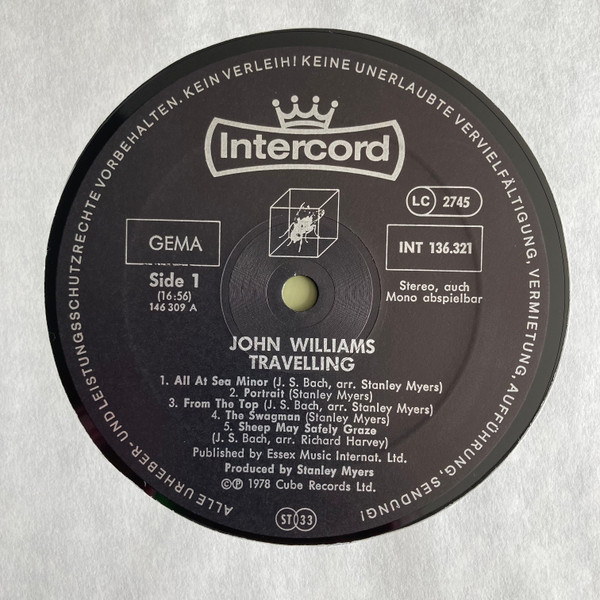 ALLE URHEBER- UND LEISTUNGSSCHUTZRECHTE VORBEHALTEN. KEIN VERLEIH! KEINE UNERLAUBTE VERVIELFÄLTIGUNG, VERMIETUNG, AUFFÜHRUNG, SENDUNG!
Intercord
LC 2745
GEMA
INT 136.321
Side 1
(16:56)
146 309 A
Stereo, auch
Mono abspielbar
JOHN WILLIAMS
TRAVELLING
1. All At Sea Minor (J. S. Bach, arr. Stanley Myers)
2. Portrait (Stanley Myers)
3. From The Top (J. S. Bach, arr. Stanley Myers)
4. The Swagman (Stanley Myers)
5. Sheep May Safely Graze
(J. S. Bach, arr. Richard Harvey)
Published by Essex Music Internat. Ltd.
Produced by Stanley Myers
©℗ 1978 Cube Records Ltd.
ST 33